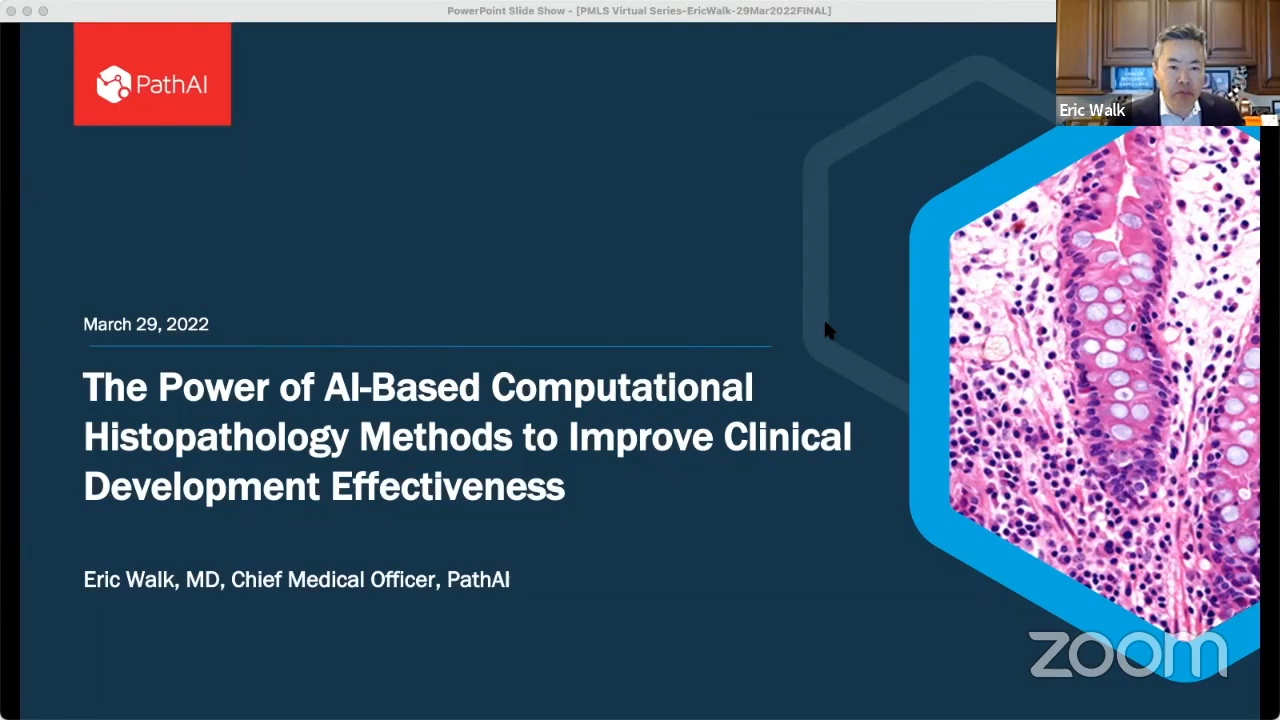 PowerPoint Slide Show - [PMLS Virtual Series-EricWalk-29Mar2022FINAL]
PathAI
Eric Walk
March 29, 2022
The Power of AI-Based Computational
Histopathology Methods to Improve Clinical
Development Effectiveness
Eric Walk, MD, Chief Medical Officer, PathAI
zoom